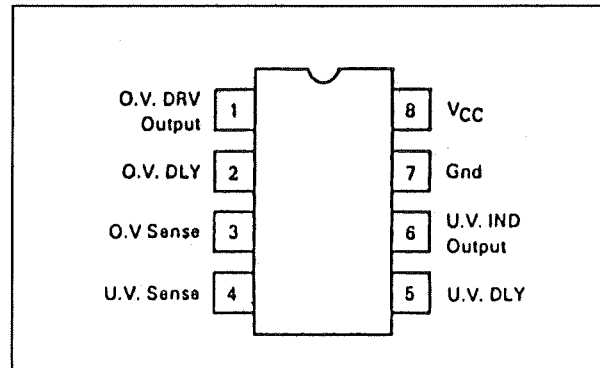 O.V. DRV
Output
1
O.V. DLY
2
O.V Sense
3
U.V. Sense
4
8
VCC
7
Gnd
6
U.V. IND
Output
5
U.V. DLY